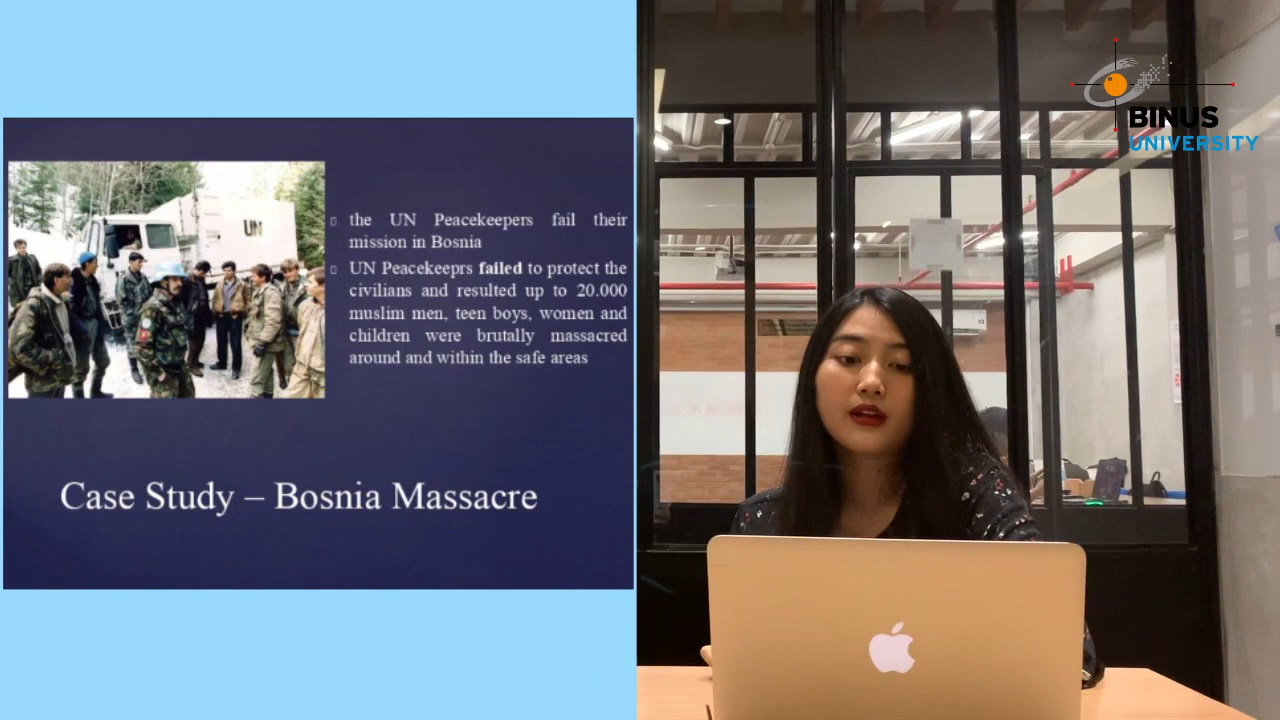 UN
the UN Peacekeepers fail their
mission in Bosnia
UN Peacekeeprs failed to protect the
civilians and resulted up to 20.000
muslim men, teen boys, women and
children were brutally massacred
around and within the safe areas
Case Study – Bosnia Massacre
BINUS
UNIVERSITY